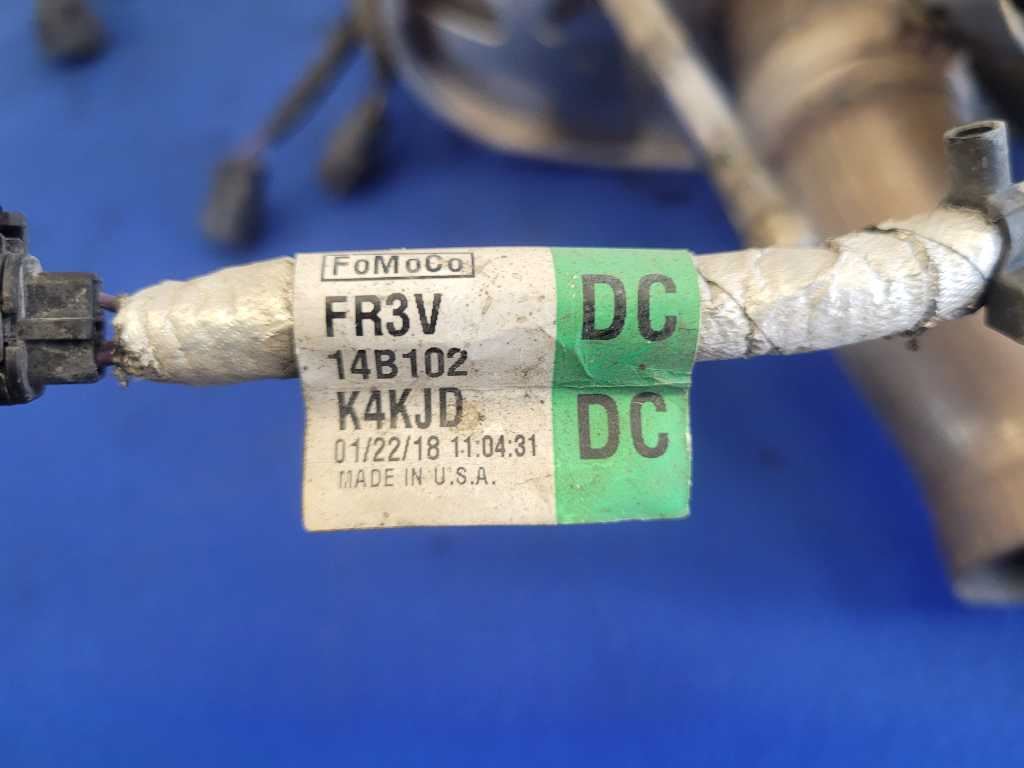 FoMoCo
FR3V
14B102
K4KJD
01/22/18 11:04:31
MADE IN U.S.A.
DC
DC